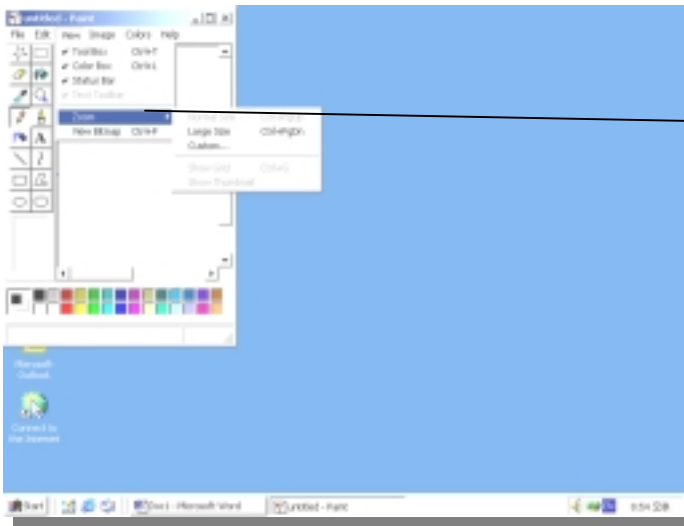 untitled - Paint
File Edit View Image Colors Help
Tool Box Ctrl+T
Color Box Ctrl+L
Status Bar
Text Toolbar
Zoom
View Bitmap Ctrl+F
Normal Size Ctrl+PgUp
Large Size Ctrl+PgDn
Custom...
Show Grid Ctrl+G
Show Thumbnail
Microsoft
Outlook
Connect to
the Internet
Start
Doc1 - Microsoft Word
untitled - Paint